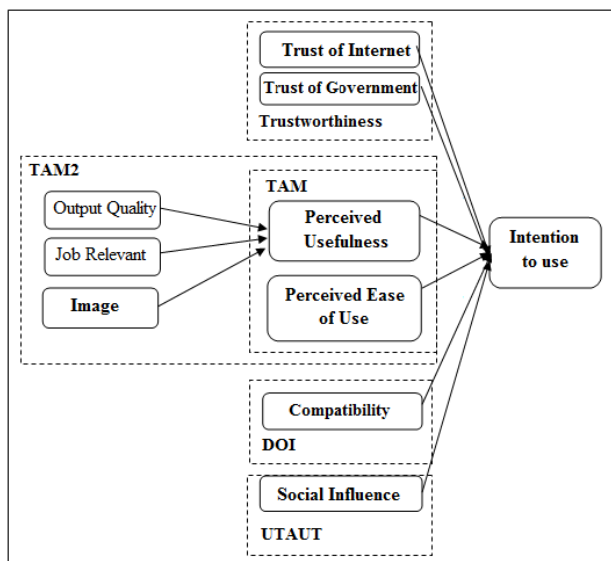 Trust of Internet
Trust of Government
Trustworthiness
TAM2
TAM
Output Quality
Job Relevant
Image
Perceived
Usefulness
Perceived Ease
of Use
Intention
to use
Compatibility
DOI
Social Influence
UTAUT